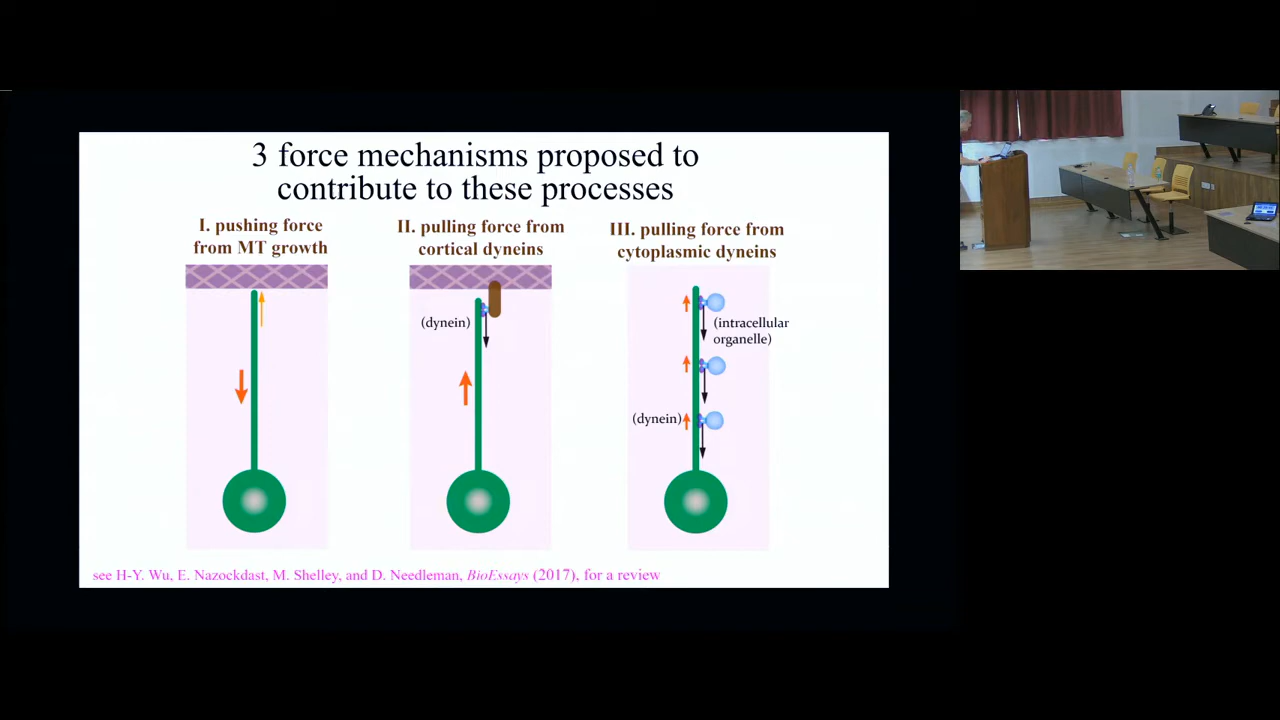 3 force mechanisms proposed to
contribute to these processes
I. pushing force
from MT growth
II. pulling force from
cortical dyneins
III. pulling force from
cytoplasmic dyneins
(dynein)
(intracellular
organelle)
(dynein)
see H-Y. Wu, E. Nazockdast, M. Shelley, and D. Needleman, BioEssays (2017), for a review